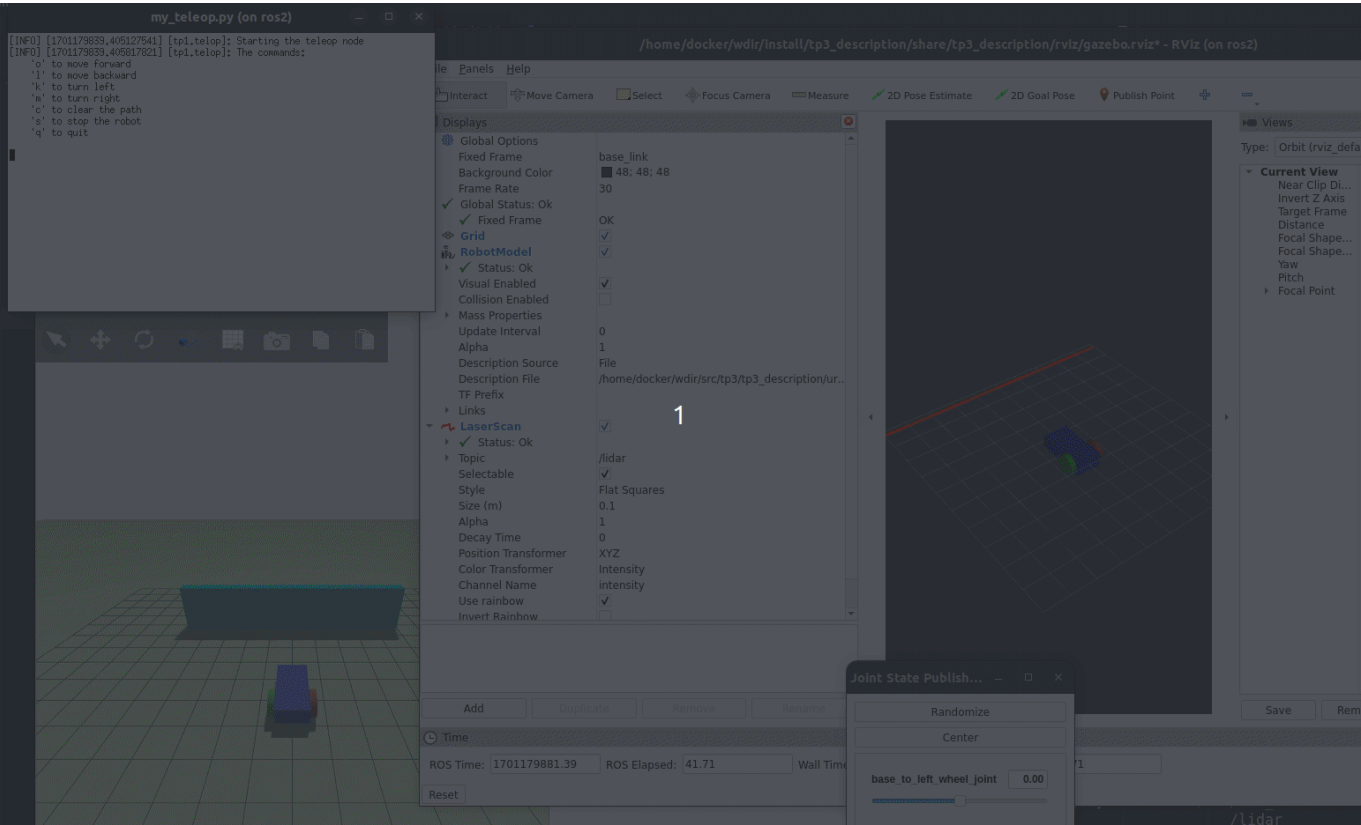 my_teleop.py (on ros2)
[INFO] [1701179839.405127541] [tp1.telop]: Starting the teleop node
[INFO] [1701179839.405817821] [tp1.telop]: The commands:
'o' to move forward
'l' to move backward
'k' to turn left
'm' to turn right
'c' to clear the path
's' to stop the robot
'q' to quit
/home/docker/wdir/install/tp3_description/share/tp3_description/rviz/gazebo.rviz* - RViz (on ros2)
ile Panels Help
Interact Move Camera Select Focus Camera Measure 2D Pose Estimate 2D Goal Pose Publish Point
Displays
Global Options
Fixed Frame base_link
Background Color 48; 48; 48
Frame Rate 30
Global Status: Ok
Fixed Frame OK
Grid
RobotModel
Status: Ok
Visual Enabled
Collision Enabled
Mass Properties
Update Interval 0
Alpha 1
Description Source File
Description File /home/docker/wdir/src/tp3/tp3_description/ur...
TF Prefix
Links
LaserScan
Status: Ok
Topic /lidar
Selectable
Style Flat Squares
Size (m) 0.1
Alpha 1
Decay Time 0
Position Transformer XYZ
Color Transformer Intensity
Channel Name intensity
Use rainbow
Invert Rainbow
1
Add Duplicate Remove Rename
Views
Type: Orbit (rviz_defa
Current View
Near Clip Di...
Invert Z Axis
Target Frame
Distance
Focal Shape...
Focal Shape...
Yaw
Pitch
Focal Point
Save Rem
Time
ROS Time: 1701179881.39 ROS Elapsed: 41.71 Wall Time 71
Reset
Joint State Publish...
Randomize
Center
base_to_left_wheel_joint 0.00
/lidar